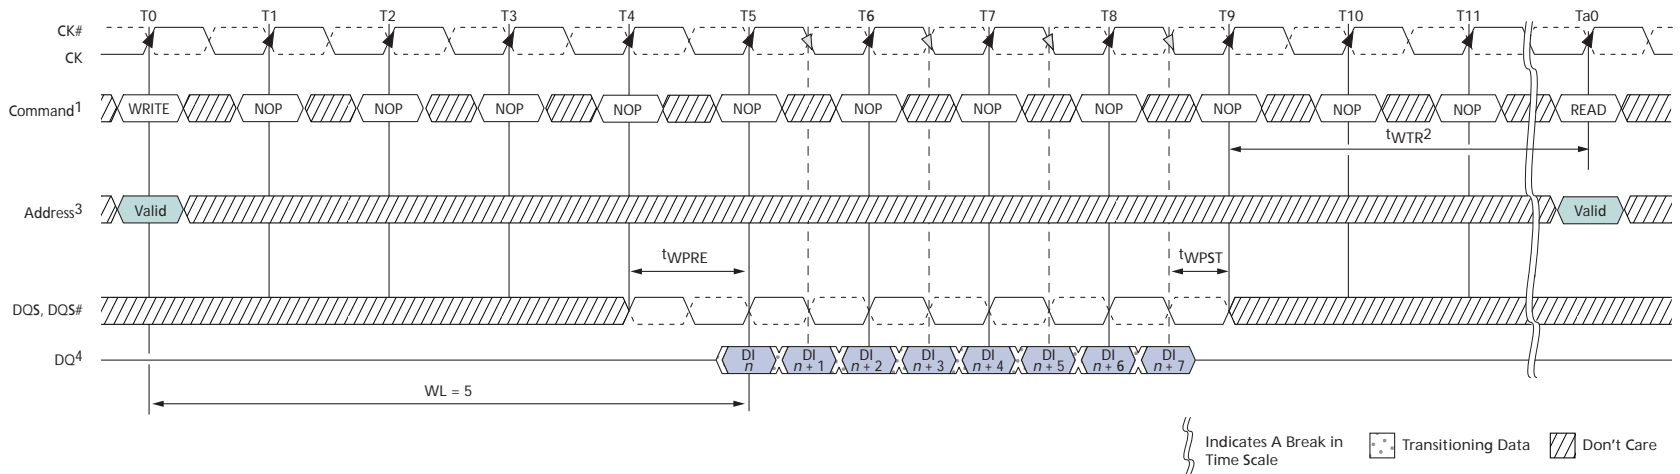 T0 T1 T2 T3 T4 T5 T6 T7 T8 T9 T10 T11 Ta0
CK#
CK
Command1 WRITE NOP NOP NOP NOP NOP NOP NOP NOP NOP NOP NOP READ
tWTR2
Address3 Valid Valid
tWPRE tWPST
DQS, DQS#
DQ4
DI n
DI n + 1
DI n + 2
DI n + 3
DI n + 4
DI n + 5
DI n + 6
DI n + 7
WL = 5
Indicates A Break in
Time Scale
Transitioning Data
Don't Care